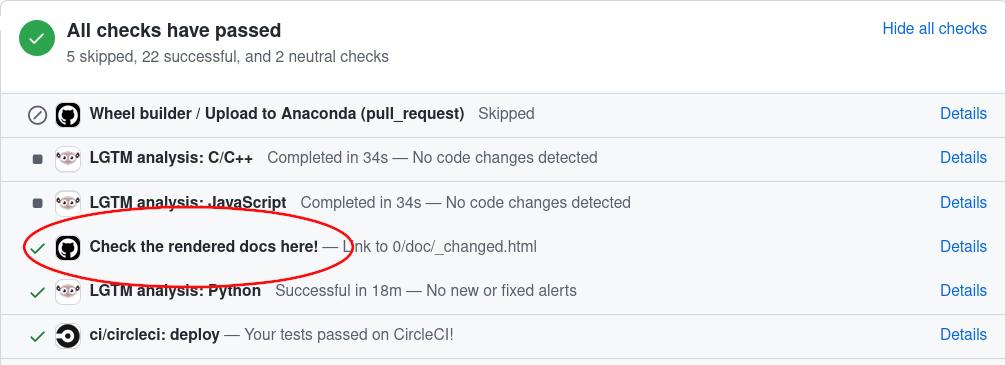 All checks have passed
Hide all checks
5 skipped, 22 successful, and 2 neutral checks
Wheel builder / Upload to Anaconda (pull_request) Skipped Details
LGTM analysis: C/C++ Completed in 34s — No code changes detected Details
LGTM analysis: JavaScript Completed in 34s — No code changes detected Details
Check the rendered docs here! — Link to 0/doc/_changed.html Details
LGTM analysis: Python Successful in 18m — No new or fixed alerts Details
ci/circleci: deploy — Your tests passed on CircleCI! Details